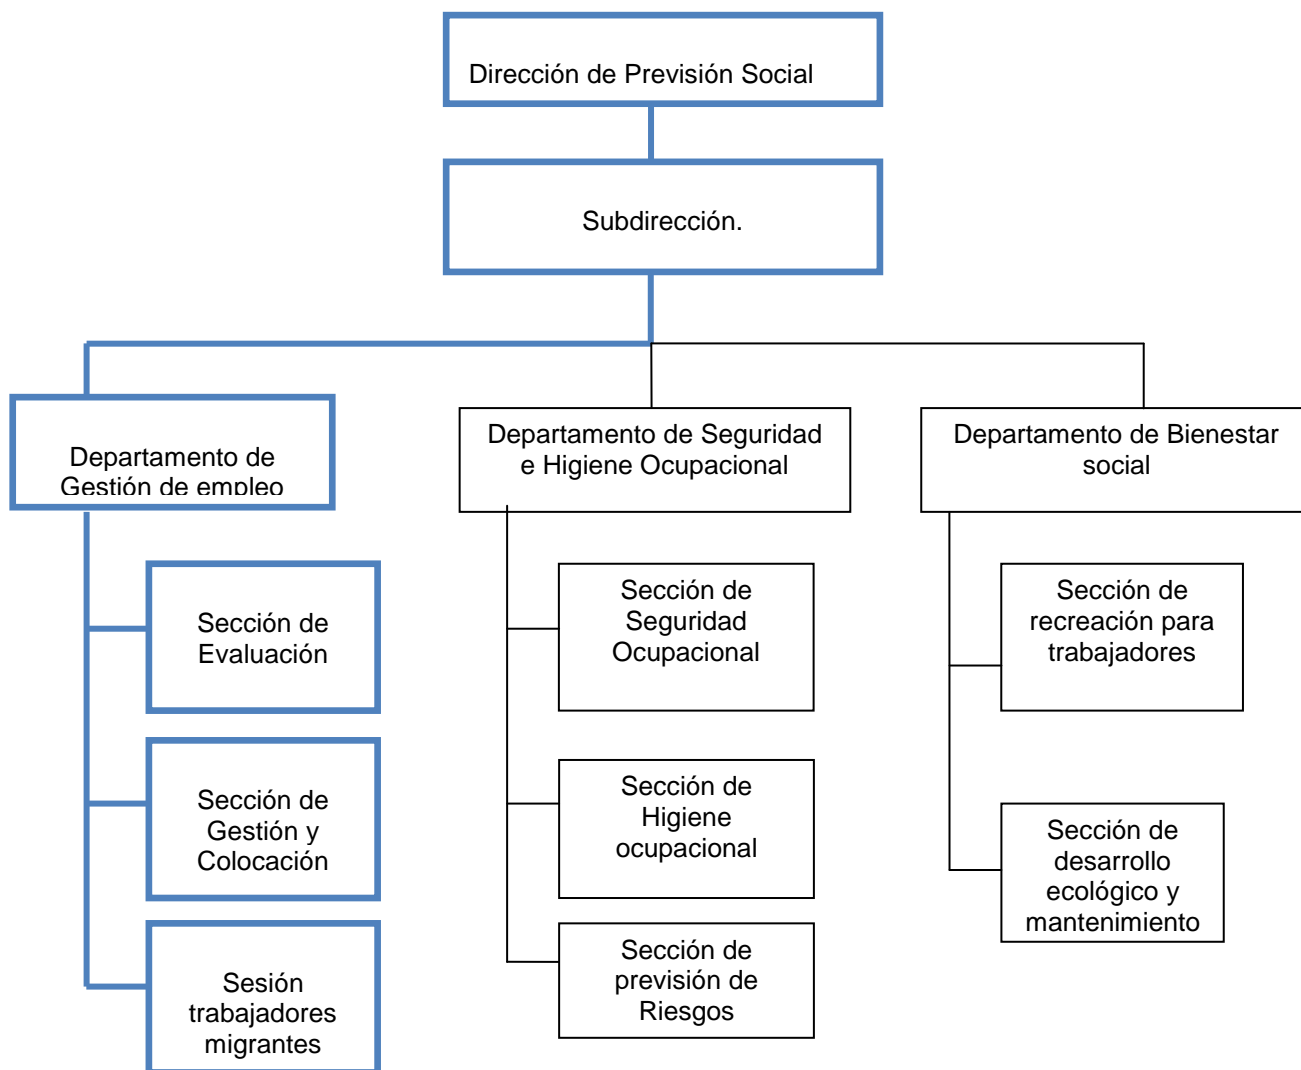 Dirección de Previsión Social
Subdirección.
Departamento de
Gestión de empleo
Departamento de Seguridad
e Higiene Ocupacional
Departamento de Bienestar
social
Sección de
Evaluación
Sección de
Gestión y
Colocación
Sesión
trabajadores
migrantes
Sección de
Seguridad
Ocupacional
Sección de
Higiene
ocupacional
Sección de
previsión de
Riesgos
Sección de
recreación para
trabajadores
Sección de
desarrollo
ecológico y
mantenimiento